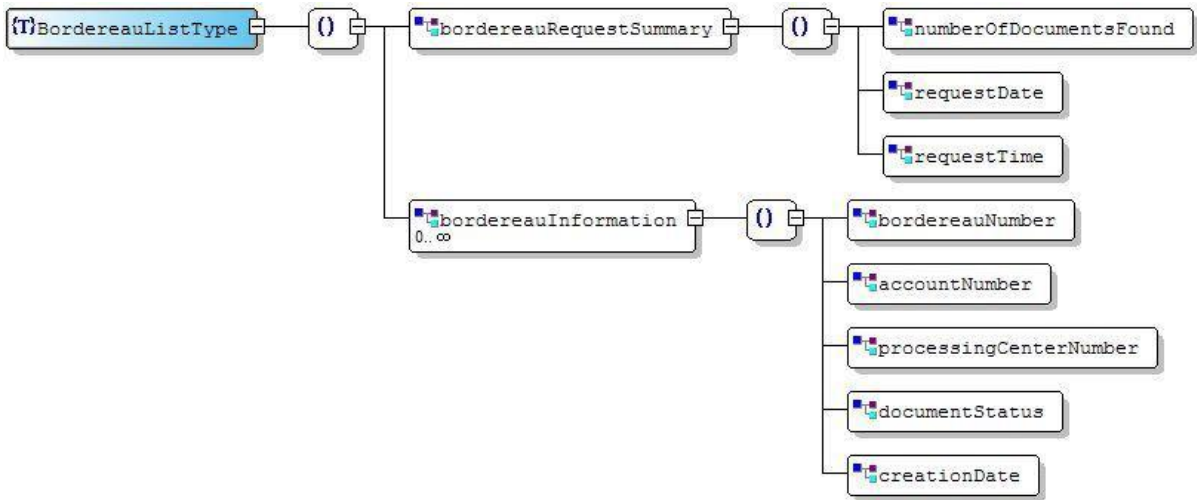 {T}BordereauListType
()
bordereauRequestSummary
()
numberOfDocumentsFound
requestDate
requestTime
bordereauInformation
0..∞
()
bordereauNumber
accountNumber
processingCenterNumber
documentStatus
creationDate